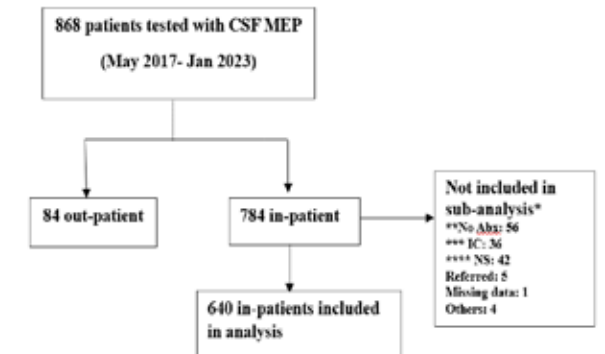 868 patients tested with CSF MEP
(May 2017- Jan 2023)
84 out-patient
784 in-patient
Not included in
sub-analysis*
**No Abx: 56
*** IC: 36
**** NS: 42
Referred: 5
Missing data: 1
Others: 4
640 in-patients included
in analysis